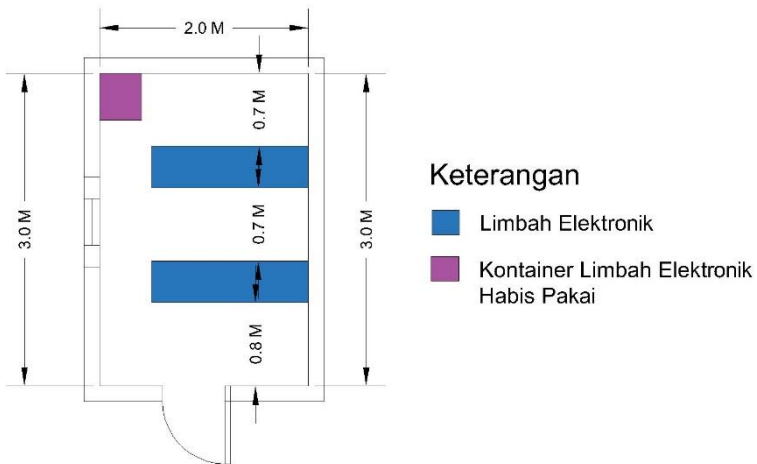 2.0 M
0.7 M
3.0 M
0.7 M
3.0 M
0.8 M
Keterangan
Limbah Elektronik
Kontainer Limbah Elektronik
Habis Pakai